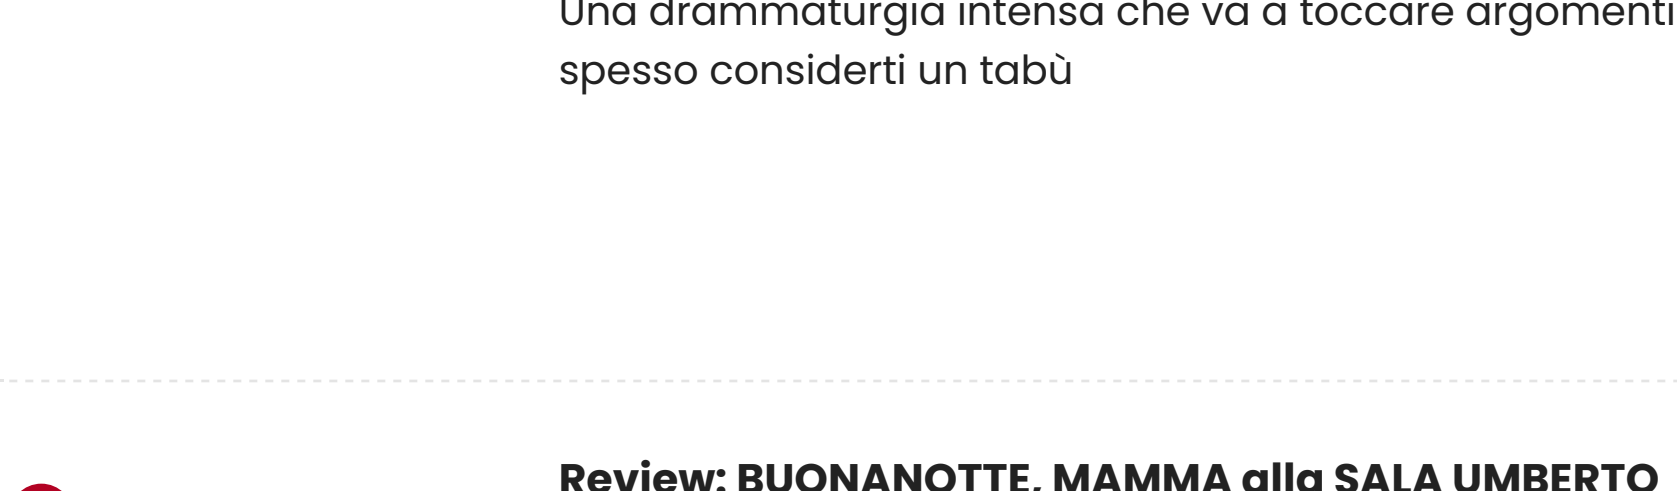 Una drammaturgia intensa che va a toccare argomenti
spesso considerti un tabù
Review: BUONANOTTE, MAMMA alla SALA UMBERTO